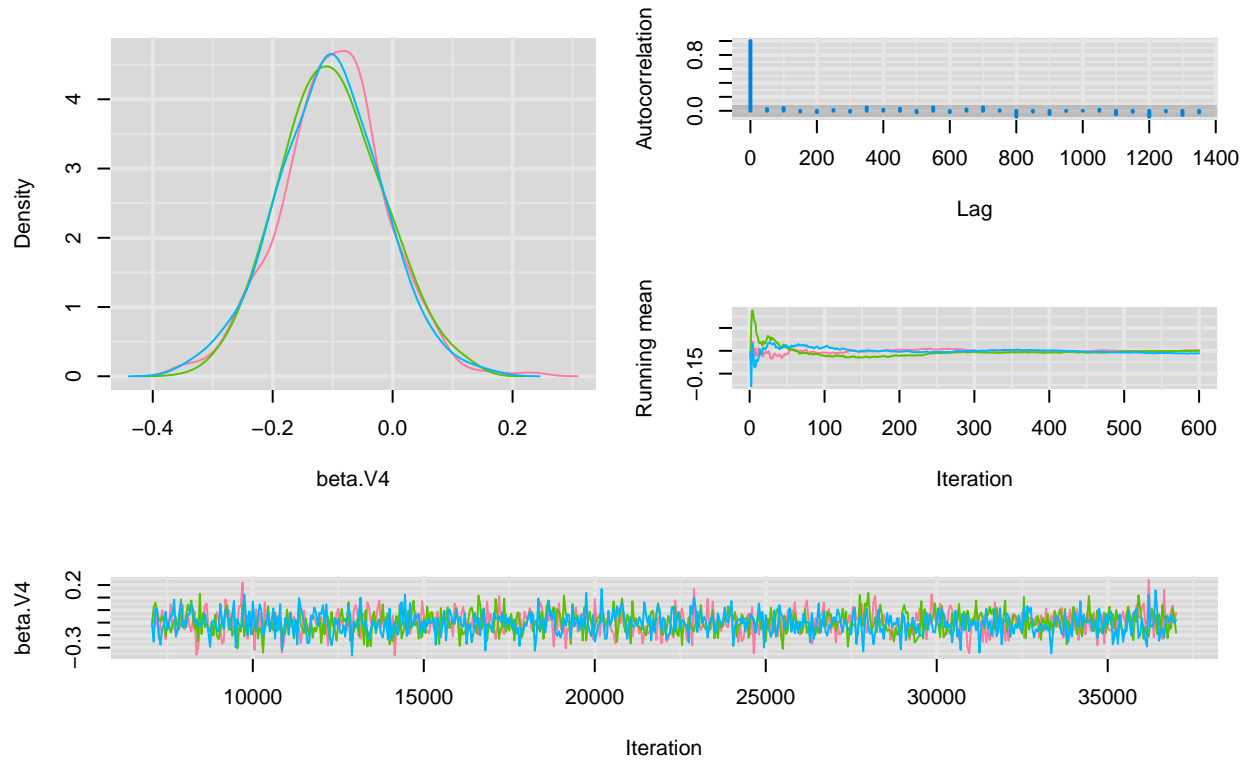 Density
4
3
2
1
0
−0.4 −0.2 0.0 0.2
beta.V4
Autocorrelation
0.8
0.0
0 200 400 600 800 1000 1200 1400
Lag
Running mean
−0.15
0 100 200 300 400 500 600
Iteration
beta.V4
0.2
−0.3
10000 15000 20000 25000 30000 35000
Iteration